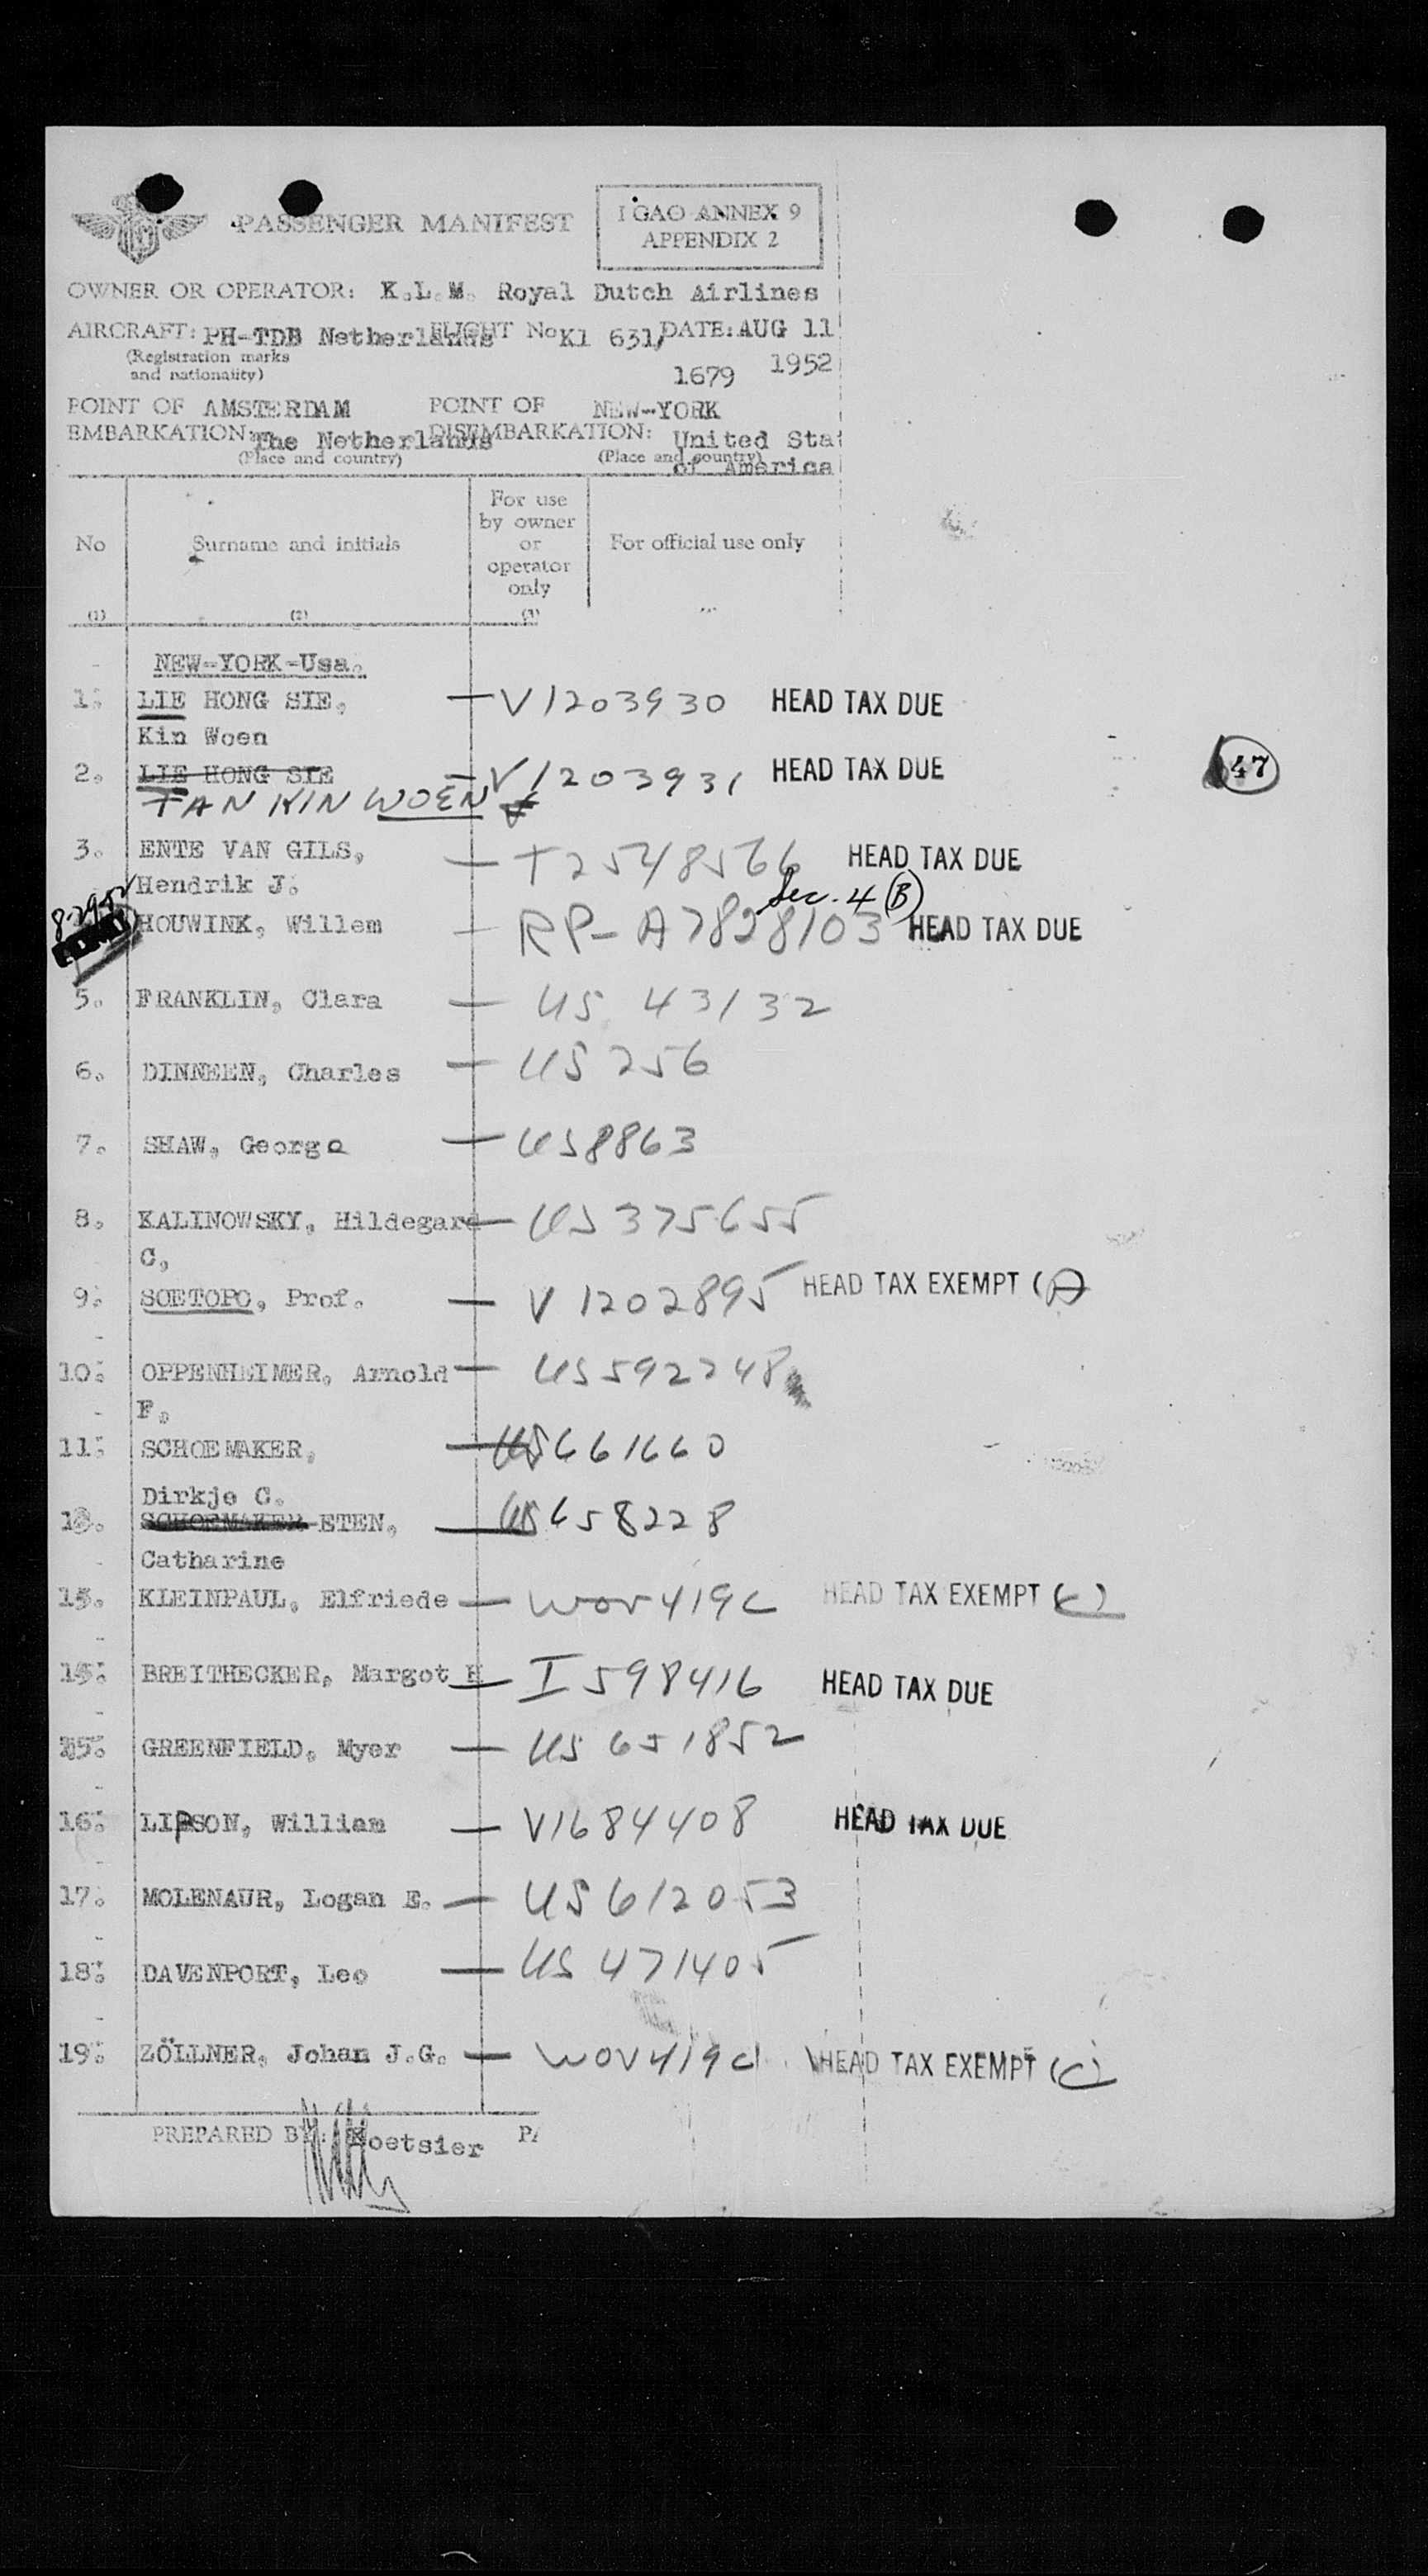 PASSENGER MANIFEST
ICAO ANNEX 9
APPENDIX 2
OWNER OR OPERATOR: K.L.M. Royal Dutch Airlines
AIRCRAFT: PH-TDB Netherlands FLIGHT No Kl 631/ DATE: AUG 11
(Registration marks
and nationality)
1679 1952
POINT OF AMSTERDAM POINT OF NEW-YORK
EMBARKATION: The Netherlands DISEMBARKATION: United Sta
(Place and country) (Place and country)
of America
No Surname and initials For use by owner or operator only For official use only
(1) (2) (3)
NEW-YORK-Usa.
1. LIE HONG SIE, — V1203930 HEAD TAX DUE
Kin Woen
2. LIE HONG SIE — V1203931 HEAD TAX DUE
47
TAN KIN WOEN
3. ENTE VAN GILS, — T2548566 HEAD TAX DUE
Hendrik J.
Sec. 4 (B)
8-29-52
HOUWINK, Willem — RP-A7828103 HEAD TAX DUE
5. FRANKLIN, Clara — US 43132
6. DINNEEN, Charles — US 256
7. SHAW, George — US8863
8. KALINOWSKY, Hildegard — US 375655
C,
9. SOETOPO, Prof. — V 1202895 HEAD TAX EXEMPT (A)
10. OPPENHEIMER, Arnold — US592248
F.
11. SCHOEMAKER, — US661660
Dirkje C.
12. SCHOEMAKER-ETEN, — US658228
Catharine
13. KLEINPAUL, Elfriede — WOV419C HEAD TAX EXEMPT (C)
14. BREITHECKER, Margot E — I598416 HEAD TAX DUE
15. GREENFIELD, Myer — US 651852
16. LIPSON, William — V1684408 HEAD TAX DUE
17. MOLENAUR, Logan E. — US612053
18. DAVENPORT, Leo — US 471405
19. ZÖLLNER, Johan J.G. — WOV419d HEAD TAX EXEMPT (C)
PREPARED BY: Koetsier PA